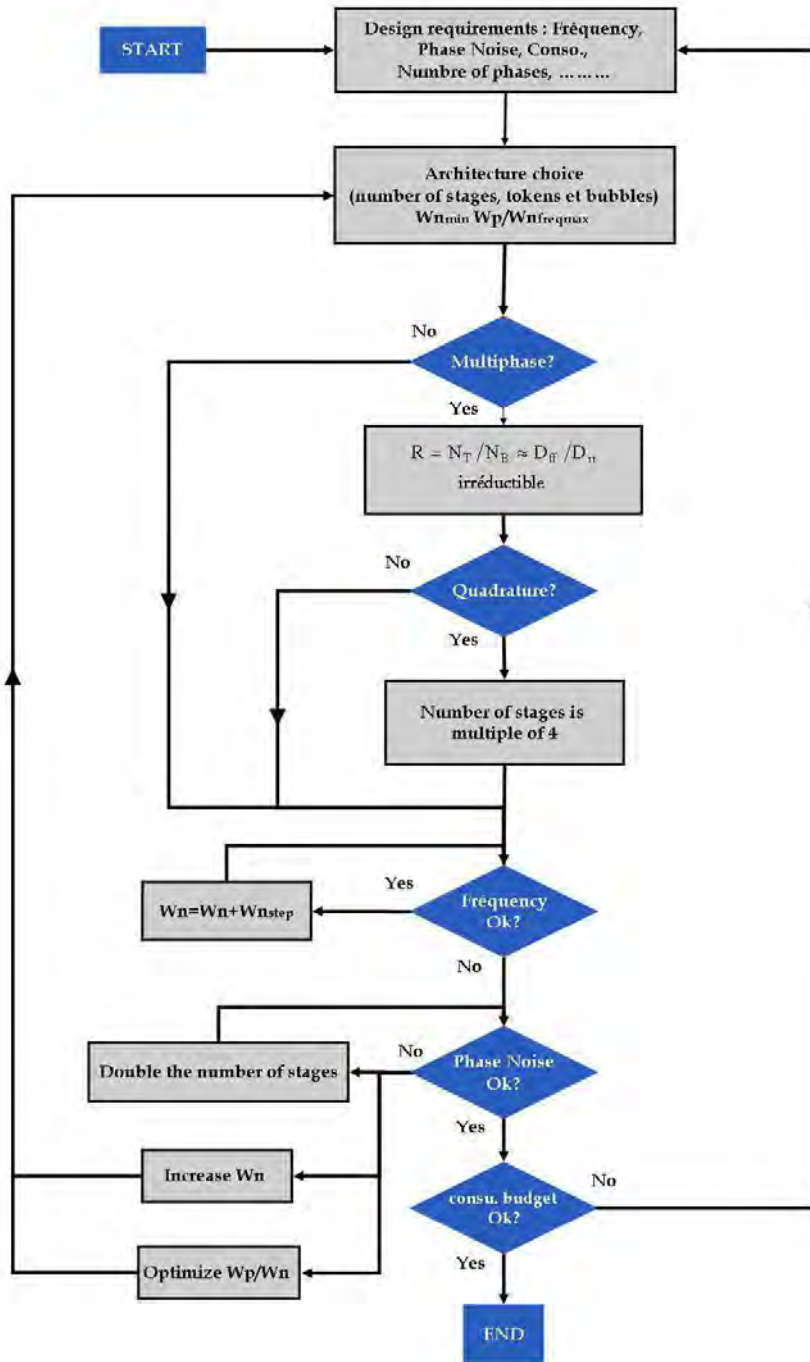 START
Design requirements : Fréquency,
Phase Noise, Conso.,
Numbre of phases, ………
Architecture choice
(number of stages, tokens et bubbles)
Wnmin Wp/Wnfreqmax
No
Multiphase?
Yes
R = NT /NB ≈ Dff /Drr
irréductible
No
Quadrature?
Yes
Number of stages is
multiple of 4
Yes
Wn=Wn+Wnstep
Fréquency
Ok?
No
Double the number of stages
No
Phase Noise
Ok?
Yes
Increase Wn
consu. budget
Ok?
No
Optimize Wp/Wn
Yes
END